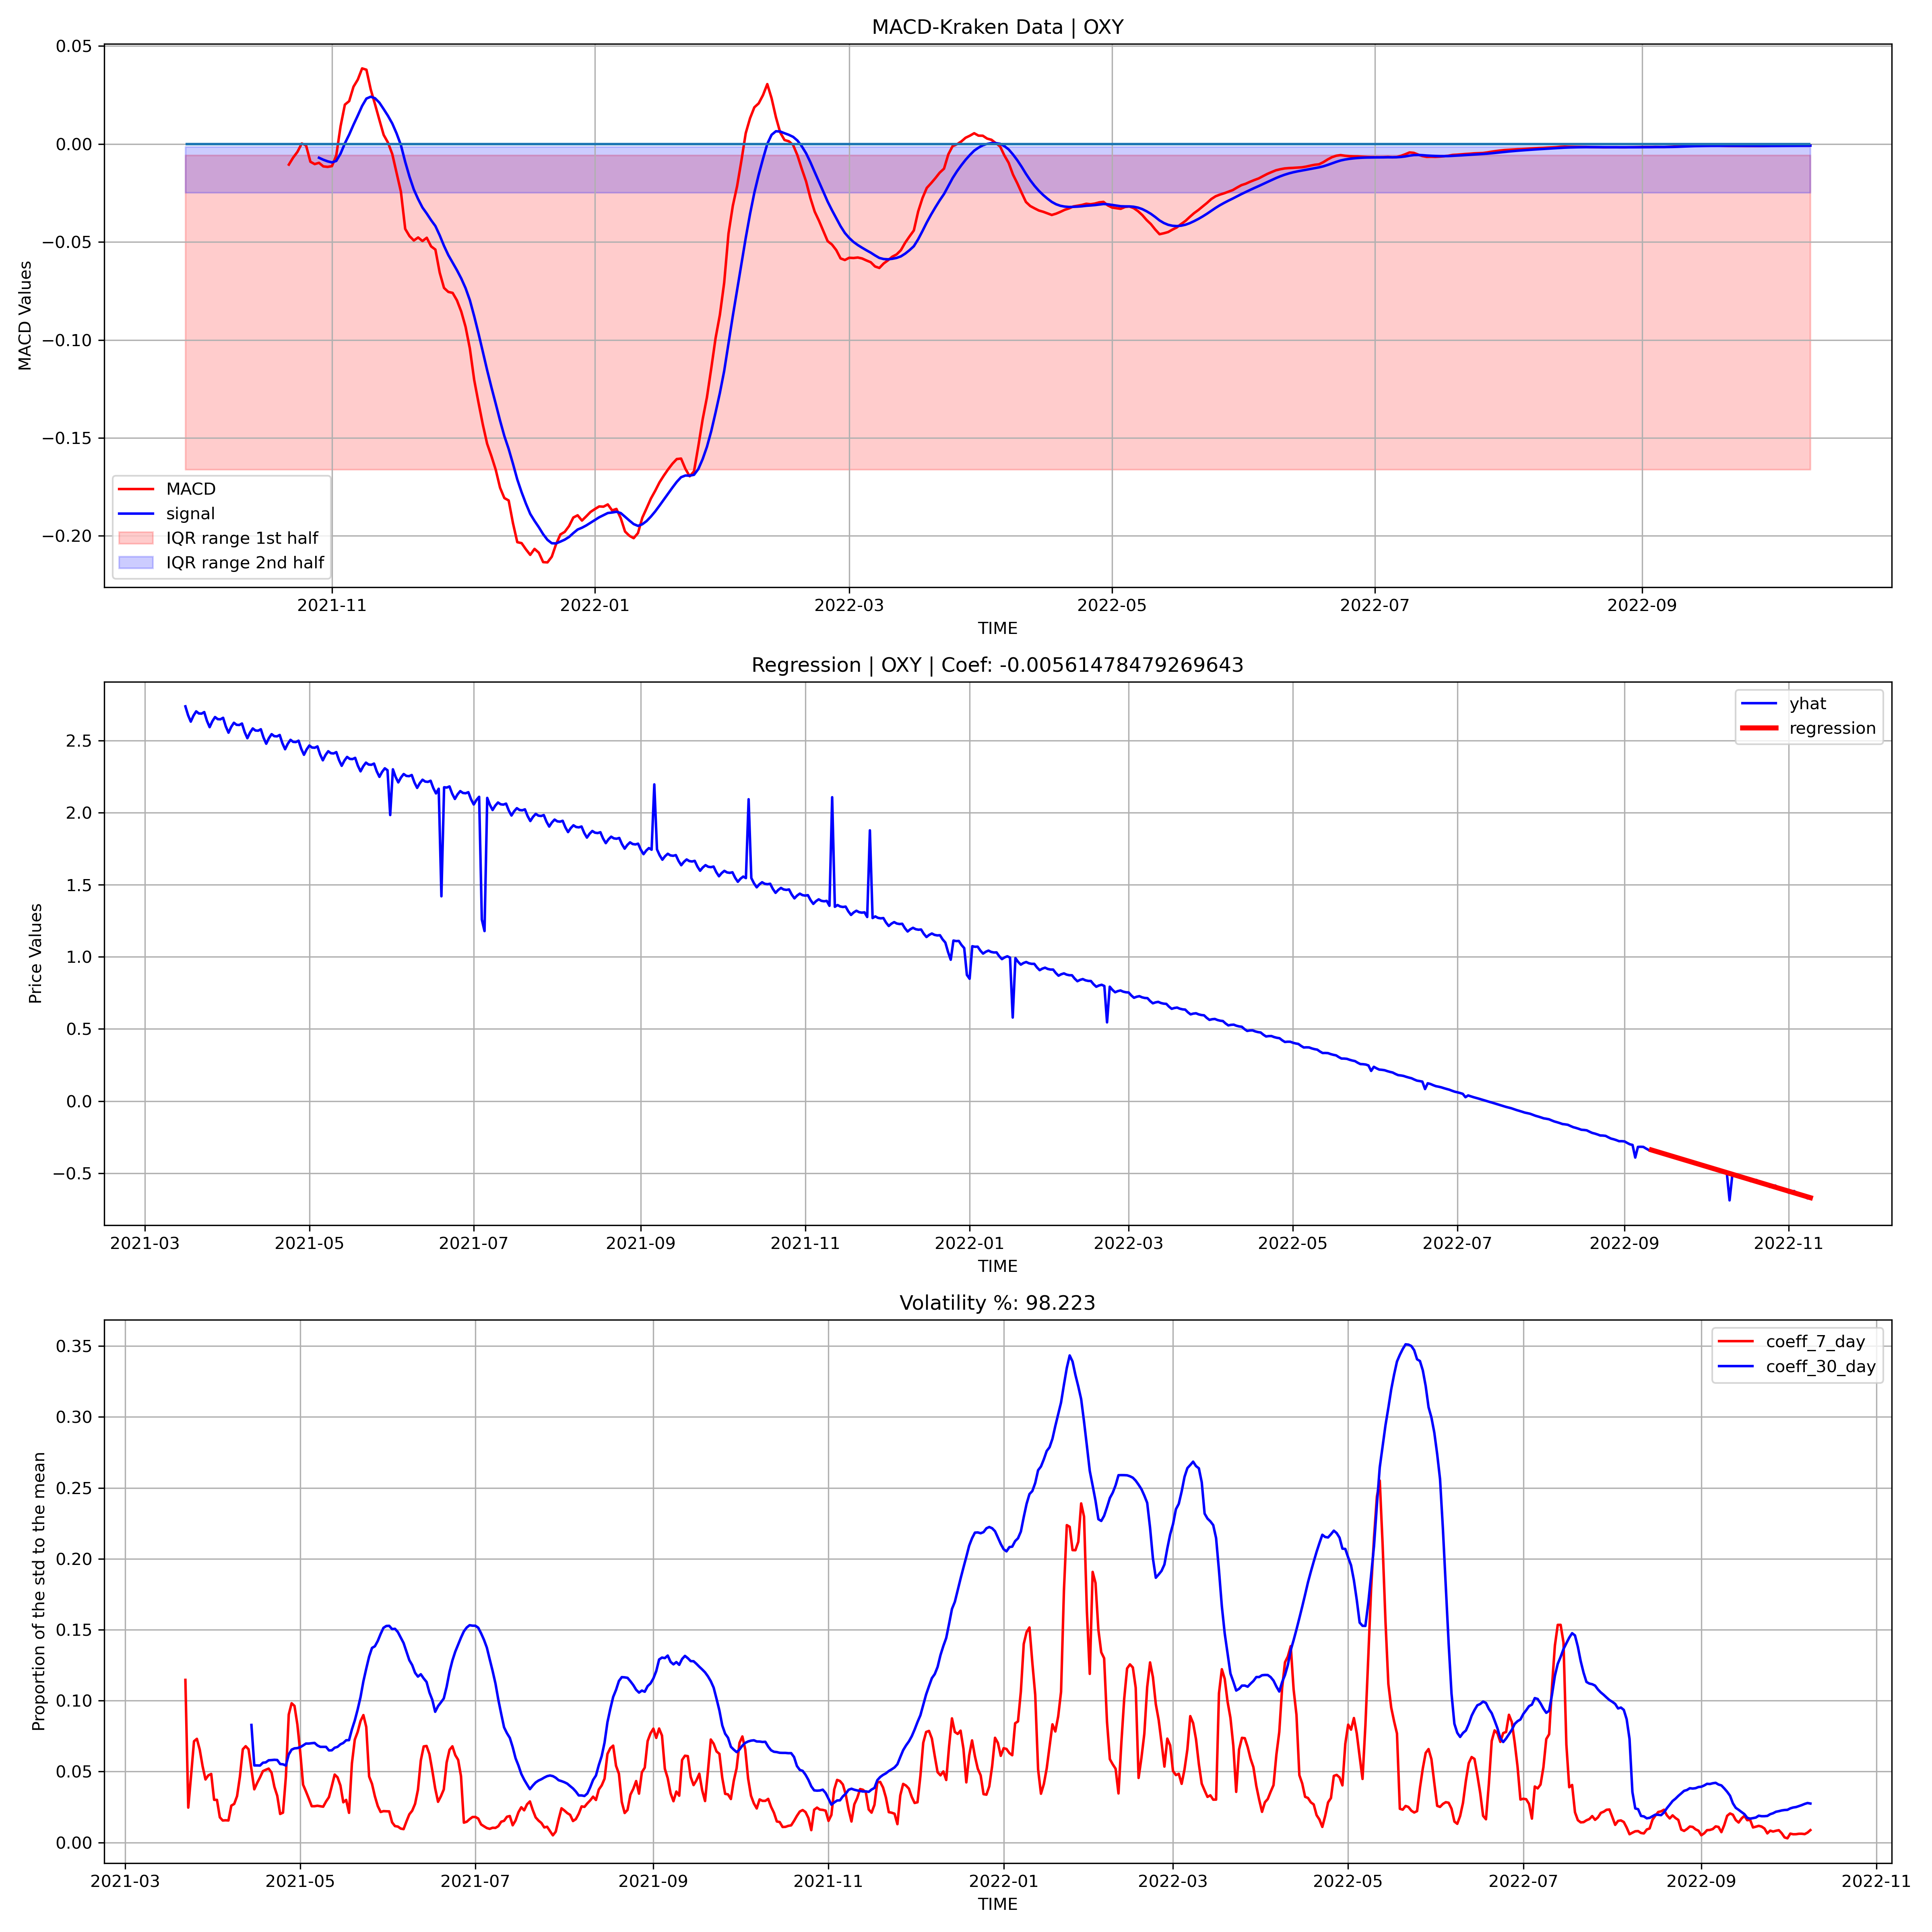 MACD-Kraken Data | OXY
MACD Values
0.05
0.00
−0.05
−0.10
−0.15
−0.20
MACD
signal
IQR range 1st half
IQR range 2nd half
2021-11 2022-01 2022-03 2022-05 2022-07 2022-09
TIME
Regression | OXY | Coef: -0.00561478479269643
Price Values
2.5
2.0
1.5
1.0
0.5
0.0
−0.5
yhat
regression
2021-03 2021-05 2021-07 2021-09 2021-11 2022-01 2022-03 2022-05 2022-07 2022-09 2022-11
TIME
Volatility %: 98.223
Proportion of the std to the mean
0.35
0.30
0.25
0.20
0.15
0.10
0.05
0.00
coeff_7_day
coeff_30_day
2021-03 2021-05 2021-07 2021-09 2021-11 2022-01 2022-03 2022-05 2022-07 2022-09 2022-11
TIME